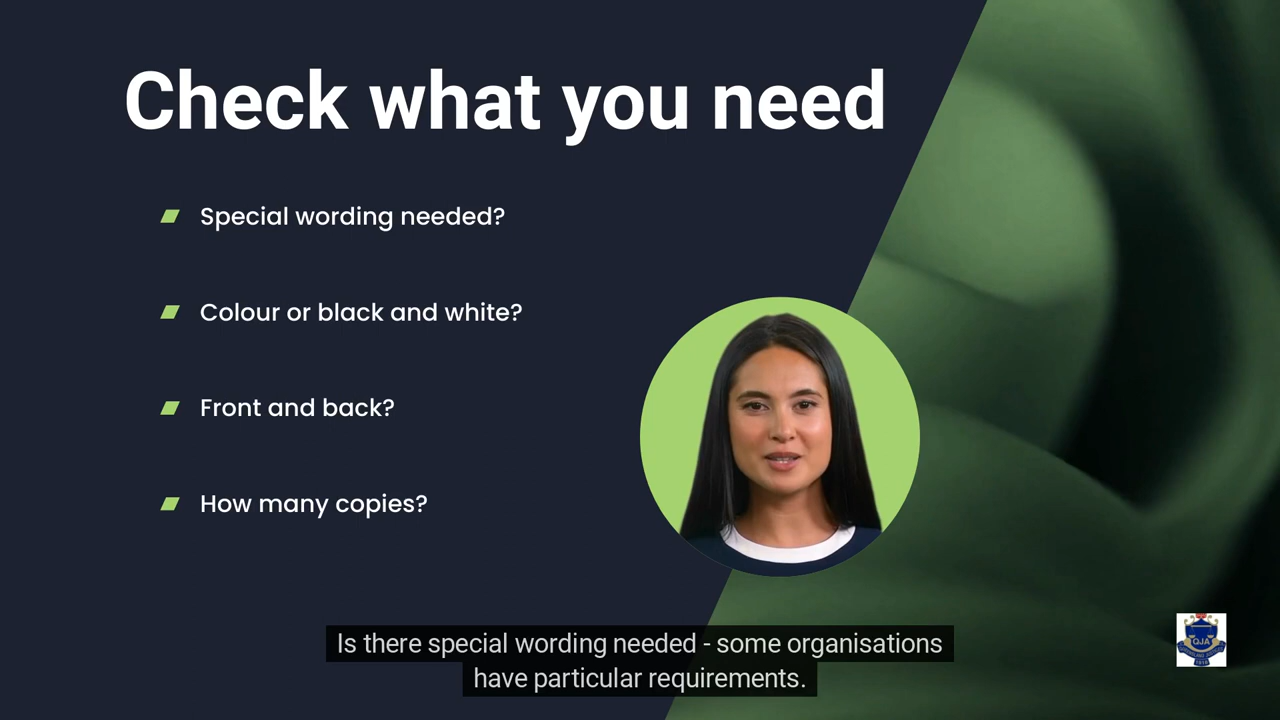 Check what you need
Special wording needed?
Colour or black and white?
Front and back?
How many copies?
Is there special wording needed - some organisations
have particular requirements.
QJA